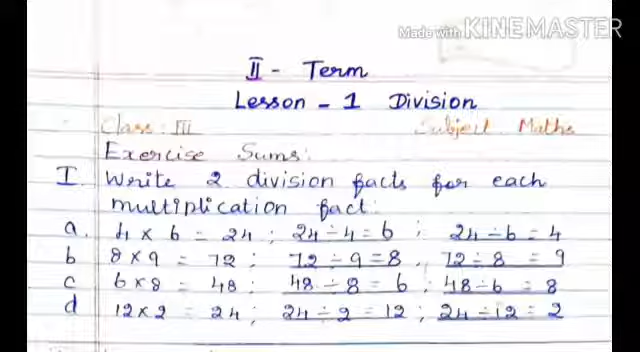 Made with KINEMASTER
II - Term
Lesson - 1 Division
Class: III Subject Maths
Exercise Sums:
I. Write 2 division facts for each
multiplication fact.
a. 4 × 6 = 24 ; 24 ÷ 4 = 6 ; 24 ÷ 6 = 4
b 8 × 9 = 72 ; 72 ÷ 9 = 8 , 72 ÷ 8 = 9
c 6 × 8 = 48 ; 48 ÷ 8 = 6 ; 48 ÷ 6 = 8
d 12 × 2 = 24 ; 24 ÷ 2 = 12 ; 24 ÷ 12 = 2